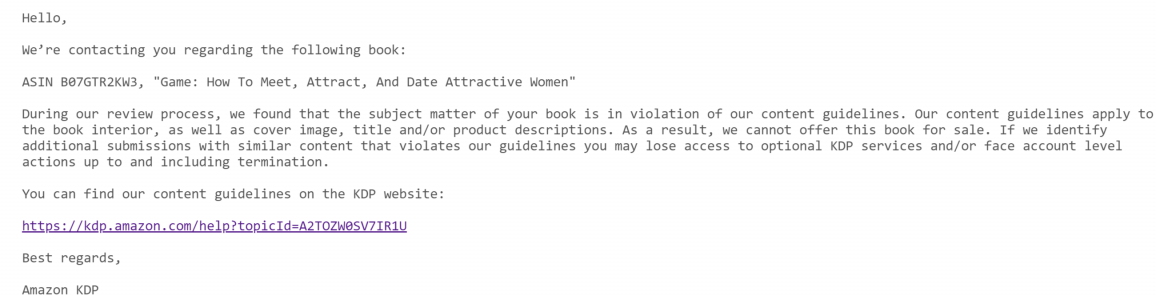 Hello,
We’re contacting you regarding the following book:
ASIN B07GTR2KW3, "Game: How To Meet, Attract, And Date Attractive Women"
During our review process, we found that the subject matter of your book is in violation of our content guidelines. Our content guidelines apply to
the book interior, as well as cover image, title and/or product descriptions. As a result, we cannot offer this book for sale. If we identify
additional submissions with similar content that violates our guidelines you may lose access to optional KDP services and/or face account level
actions up to and including termination.
You can find our content guidelines on the KDP website:
https://kdp.amazon.com/help?topicId=A2TOZW0SV7IR1U
Best regards,
Amazon KDP